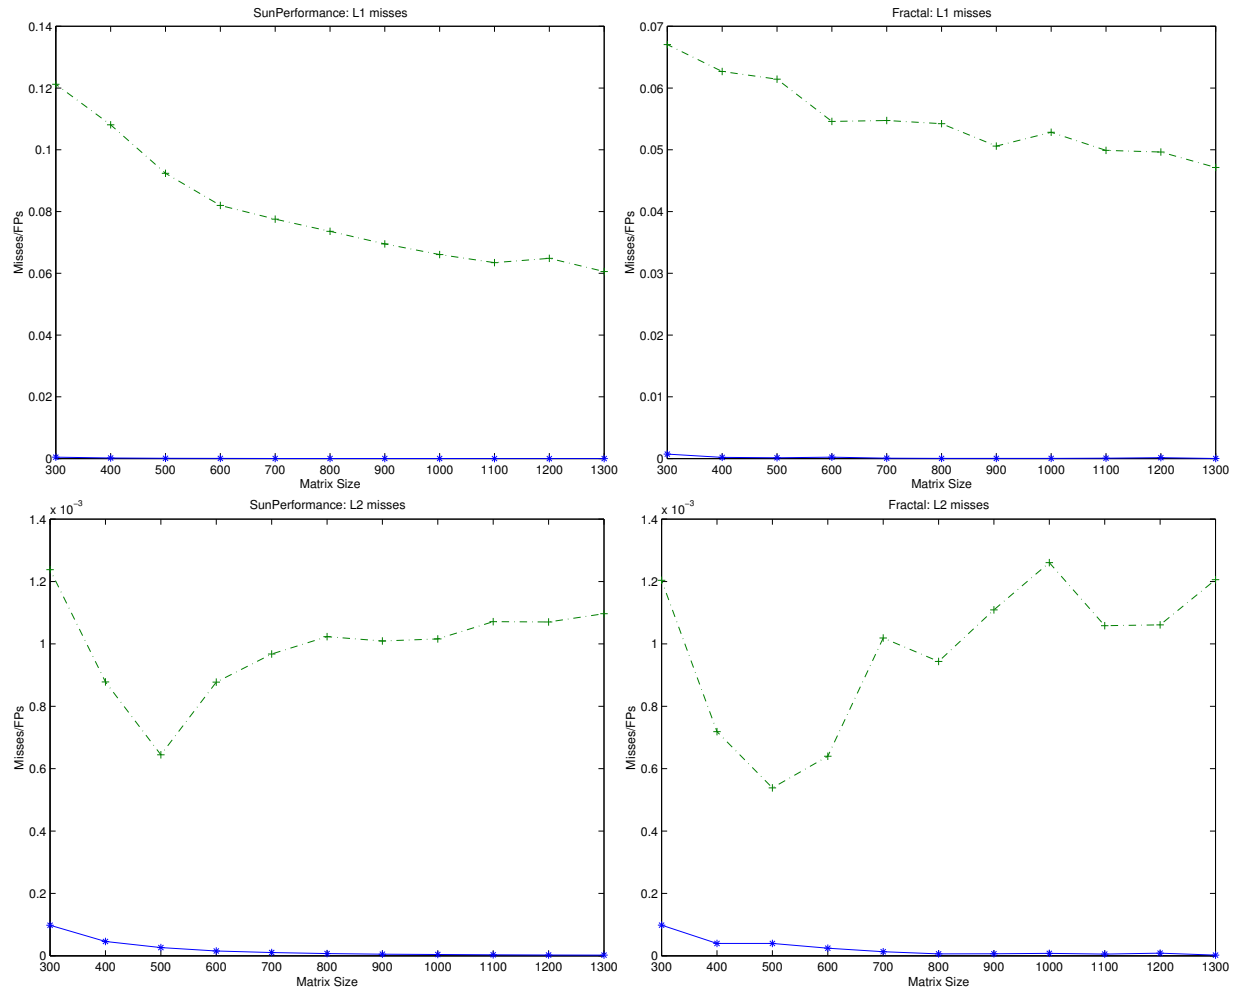 SunPerformance: L1 misses
0.14
0.12
0.1
0.08
0.06
0.04
0.02
0
Misses/FPs
300 400 500 600 700 800 900 1000 1100 1200 1300
Matrix Size
Fractal: L1 misses
0.07
0.06
0.05
0.04
0.03
0.02
0.01
0
Misses/FPs
300 400 500 600 700 800 900 1000 1100 1200 1300
Matrix Size
SunPerformance: L2 misses
x 10⁻³
1.4
1.2
1
0.8
0.6
0.4
0.2
0
Misses/FPs
300 400 500 600 700 800 900 1000 1100 1200 1300
Matrix Size
Fractal: L2 misses
x 10⁻³
1.4
1.2
1
0.8
0.6
0.4
0.2
0
Misses/FPs
300 400 500 600 700 800 900 1000 1100 1200 1300
Matrix Size